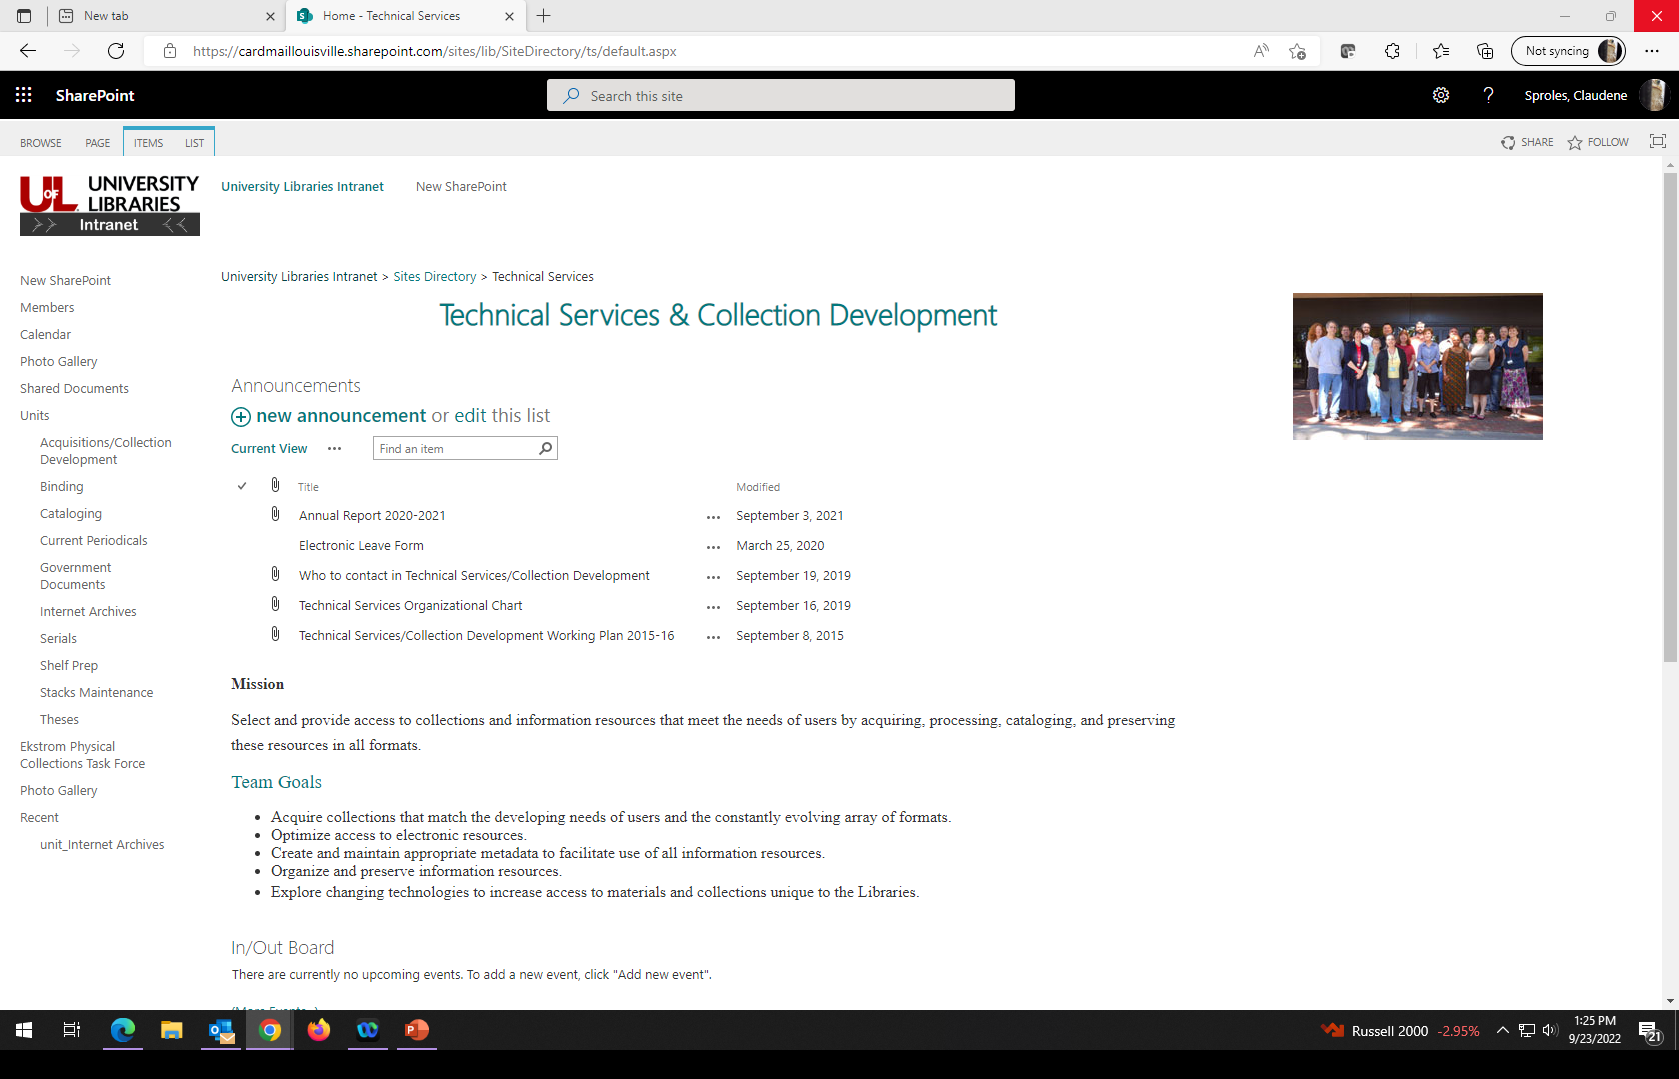 New tab
Home - Technical Services
https://cardmaillouisville.sharepoint.com/sites/lib/SiteDirectory/ts/default.aspx
Not syncing
SharePoint
Search this site
Sproles, Claudene
BROWSE PAGE ITEMS LIST
SHARE FOLLOW
UofL UNIVERSITY LIBRARIES
Intranet
University Libraries Intranet New SharePoint
New SharePoint
Members
Calendar
Photo Gallery
Shared Documents
Units
Acquisitions/Collection
Development
Binding
Cataloging
Current Periodicals
Government
Documents
Internet Archives
Serials
Shelf Prep
Stacks Maintenance
Theses
Ekstrom Physical
Collections Task Force
Photo Gallery
Recent
unit_Internet Archives
University Libraries Intranet > Sites Directory > Technical Services
Technical Services & Collection Development
Announcements
new announcement or edit this list
Current View ••• Find an item
Title Modified
Annual Report 2020-2021 ••• September 3, 2021
Electronic Leave Form ••• March 25, 2020
Who to contact in Technical Services/Collection Development ••• September 19, 2019
Technical Services Organizational Chart ••• September 16, 2019
Technical Services/Collection Development Working Plan 2015-16 ••• September 8, 2015
Mission
Select and provide access to collections and information resources that meet the needs of users by acquiring, processing, cataloging, and preserving
these resources in all formats.
Team Goals
• Acquire collections that match the developing needs of users and the constantly evolving array of formats.
• Optimize access to electronic resources.
• Create and maintain appropriate metadata to facilitate use of all information resources.
• Organize and preserve information resources.
• Explore changing technologies to increase access to materials and collections unique to the Libraries.
In/Out Board
There are currently no upcoming events. To add a new event, click "Add new event".
Russell 2000 -2.95%
1:25 PM
9/23/2022
21